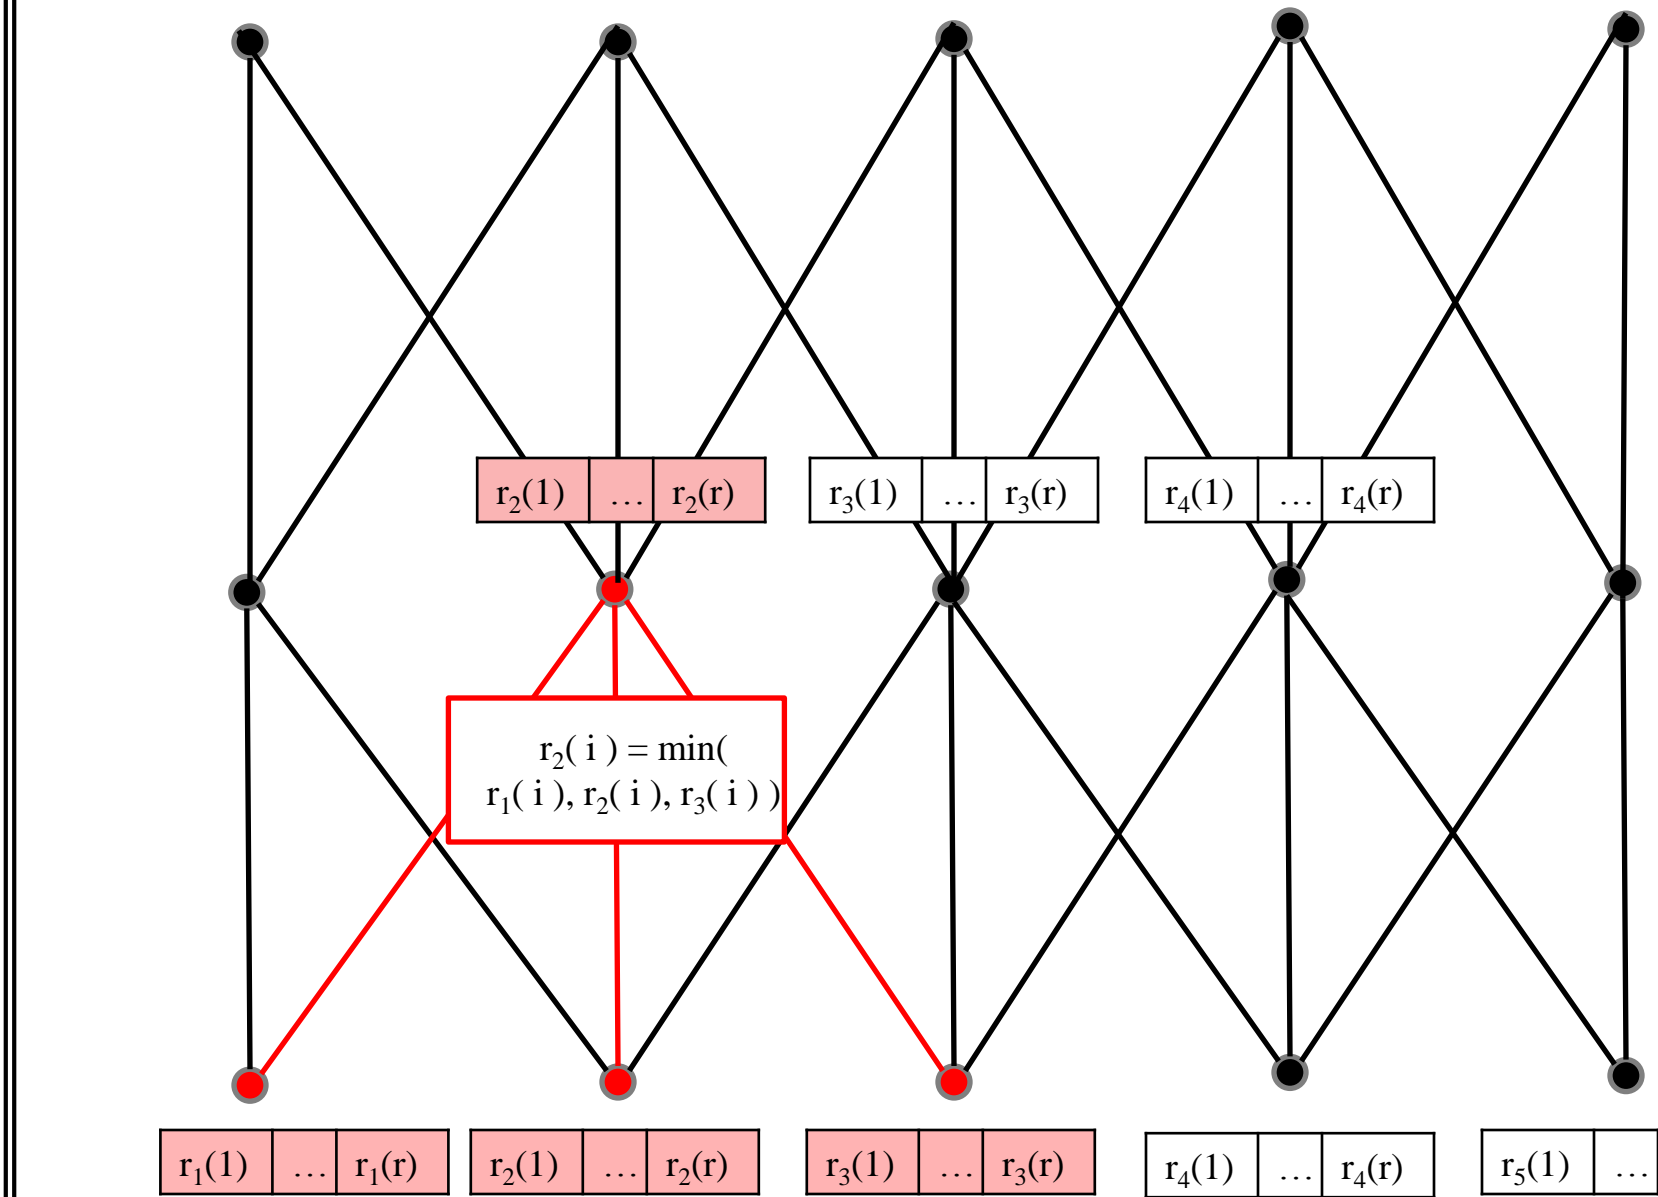 r₂(1) … r₂(r) r₃(1) … r₃(r) r₄(1) … r₄(r)
r₂( i ) = min(
r₁( i ), r₂( i ), r₃( i ) )
r₁(1) … r₁(r) r₂(1) … r₂(r) r₃(1) … r₃(r) r₄(1) … r₄(r) r₅(1) …